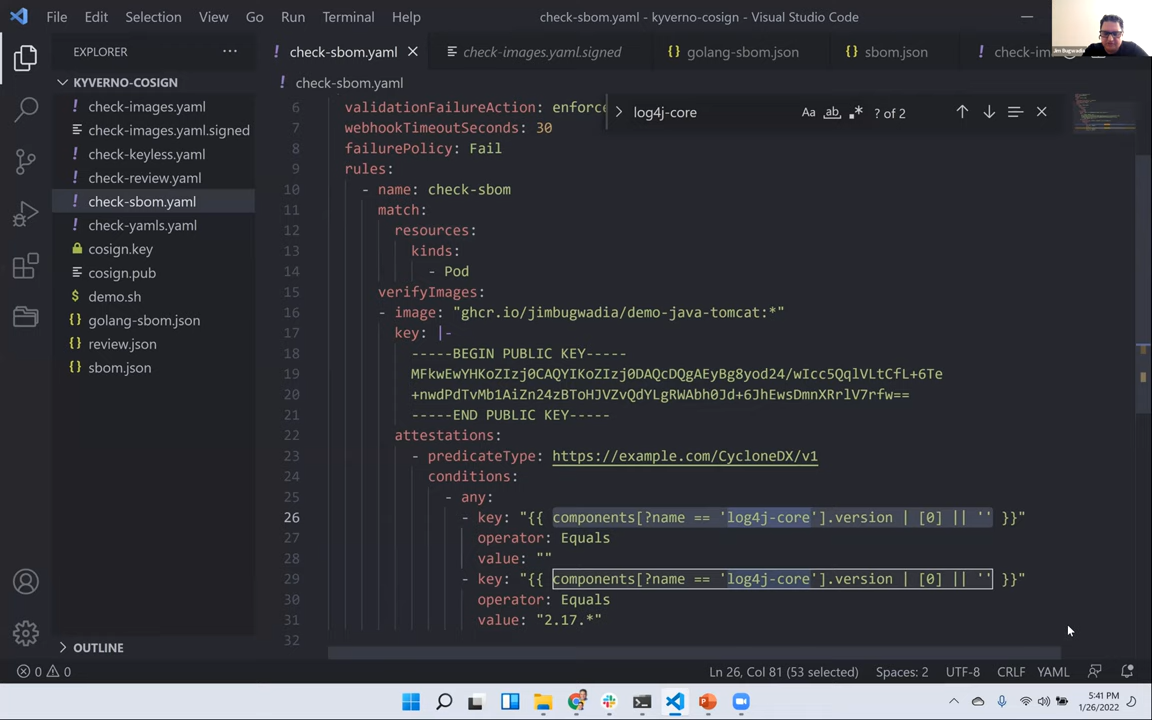 File Edit Selection View Go Run Terminal Help
check-sbom.yaml - kyverno-cosign - Visual Studio Code
Jim Bugwadia
EXPLORER ···
KYVERNO-COSIGN
! check-images.yaml
check-images.yaml.signed
! check-keyless.yaml
! check-review.yaml
! check-sbom.yaml
! check-yamls.yaml
cosign.key
cosign.pub
$ demo.sh
{} golang-sbom.json
{} review.json
{} sbom.json
OUTLINE
! check-sbom.yaml
check-images.yaml.signed
{} golang-sbom.json
{} sbom.json
! check-im
! check-sbom.yaml
log4j-core Aa ab .* ? of 2
6 validationFailureAction: enforce
7 webhookTimeoutSeconds: 30
8 failurePolicy: Fail
9 rules:
10 - name: check-sbom
11 match:
12 resources:
13 kinds:
14 - Pod
15 verifyImages:
16 - image: "ghcr.io/jimbugwadia/demo-java-tomcat:*"
17 key: |-
18 -----BEGIN PUBLIC KEY-----
19 MFkwEwYHKoZIzj0CAQYIKoZIzj0DAQcDQgAEyBg8yod24/wIcc5QqlVLtCfL+6Te
20 +nwdPdTvMb1AiZn24zBToHJVZvQdYLgRWAbh0Jd+6JhEwsDmnXRrlV7rfw==
21 -----END PUBLIC KEY-----
22 attestations:
23 - predicateType: https://example.com/CycloneDX/v1
24 conditions:
25 - any:
26 - key: "{{ components[?name == 'log4j-core'].version | [0] || '' }}"
27 operator: Equals
28 value: ""
29 - key: "{{ components[?name == 'log4j-core'].version | [0] || '' }}"
30 operator: Equals
31 value: "2.17.*"
32
0 0
Ln 26, Col 81 (53 selected) Spaces: 2 UTF-8 CRLF YAML
5:41 PM
1/26/2022